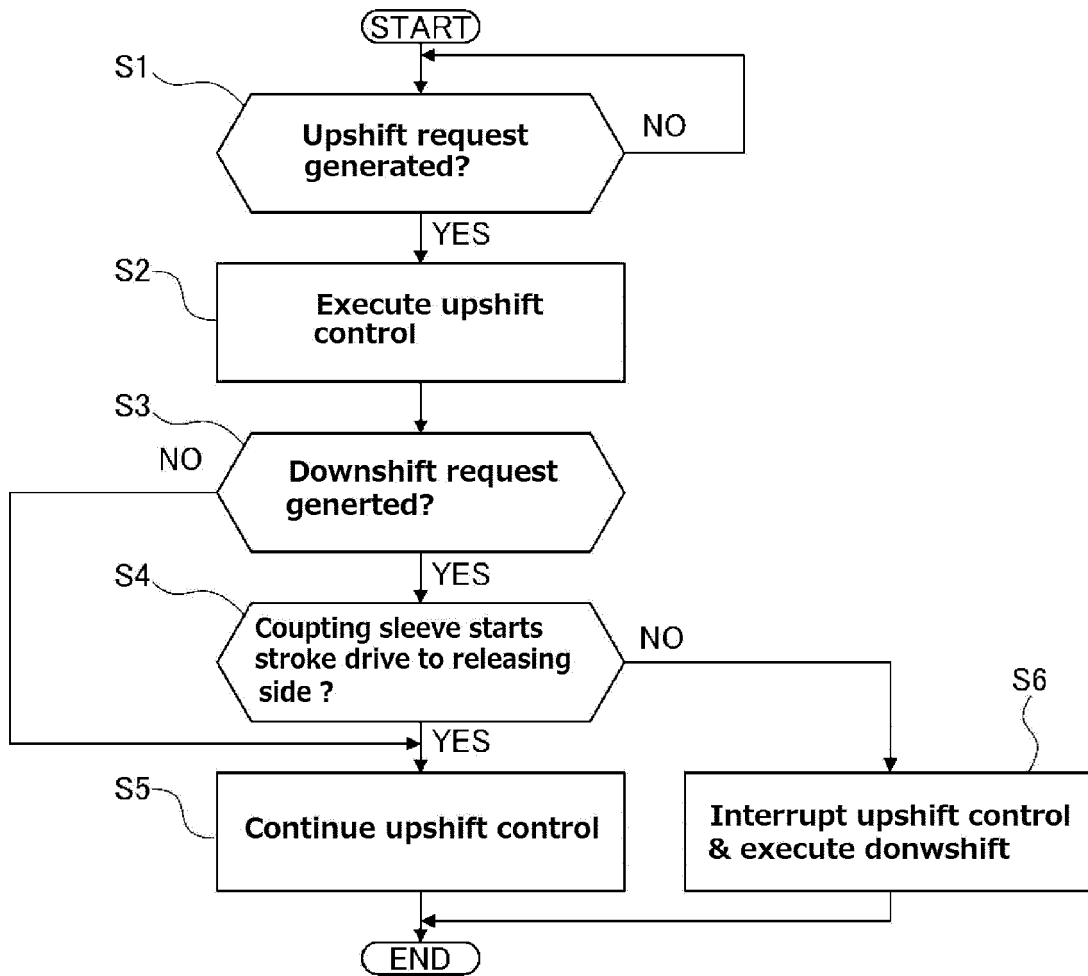 START
S1
Upshift request
generated?
NO
YES
S2
Execute upshift
control
S3
NO
Downshift request
generted?
YES
S4
Coupting sleeve starts
stroke drive to releasing
side ?
NO
YES
S6
S5
Continue upshift control
Interrupt upshift control
& execute donwshift
END